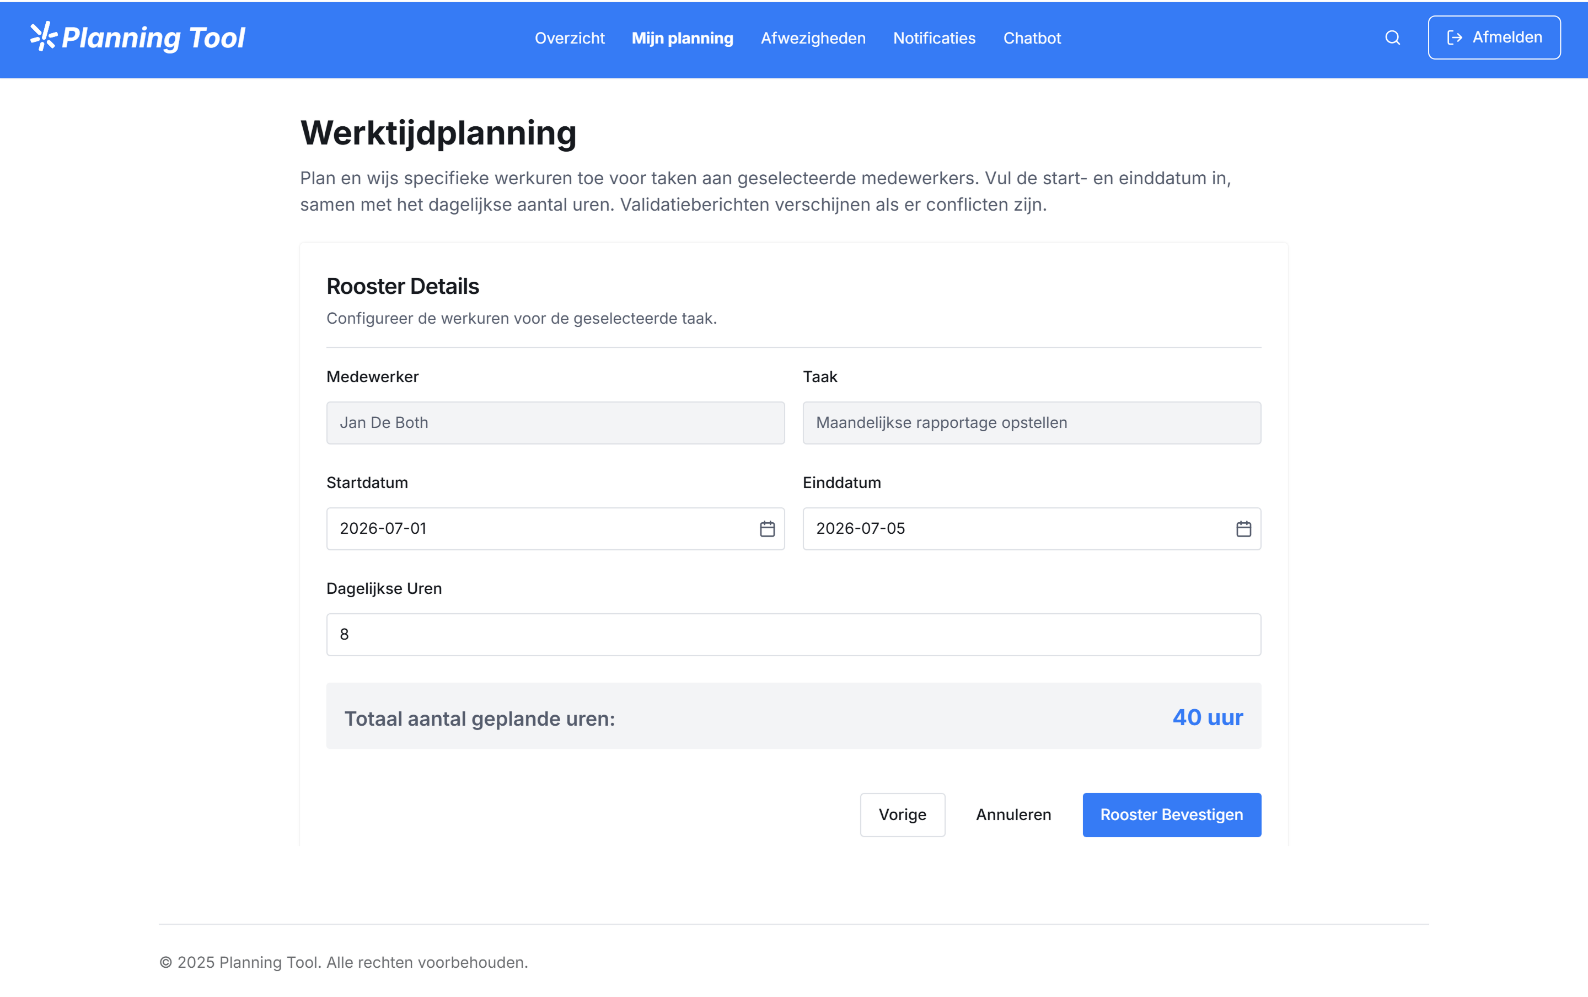 Planning Tool
Overzicht
Mijn planning
Afwezigheden
Notificaties
Chatbot
Afmelden
Werktijdplanning
Plan en wijs specifieke werkuren toe voor taken aan geselecteerde medewerkers. Vul de start- en einddatum in,
samen met het dagelijkse aantal uren. Validatieberichten verschijnen als er conflicten zijn.
Rooster Details
Configureer de werkuren voor de geselecteerde taak.
Medewerker
Jan De Both
Taak
Maandelijkse rapportage opstellen
Startdatum
2026-07-01
Einddatum
2026-07-05
Dagelijkse Uren
8
Totaal aantal geplande uren:
40 uur
Vorige
Annuleren
Rooster Bevestigen
© 2025 Planning Tool. Alle rechten voorbehouden.